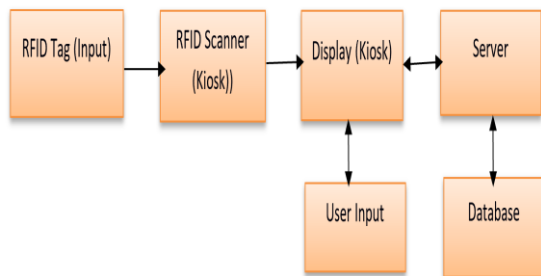 RFID Tag (Input)
RFID Scanner
(Kiosk))
Display (Kiosk)
Server
User Input
Database